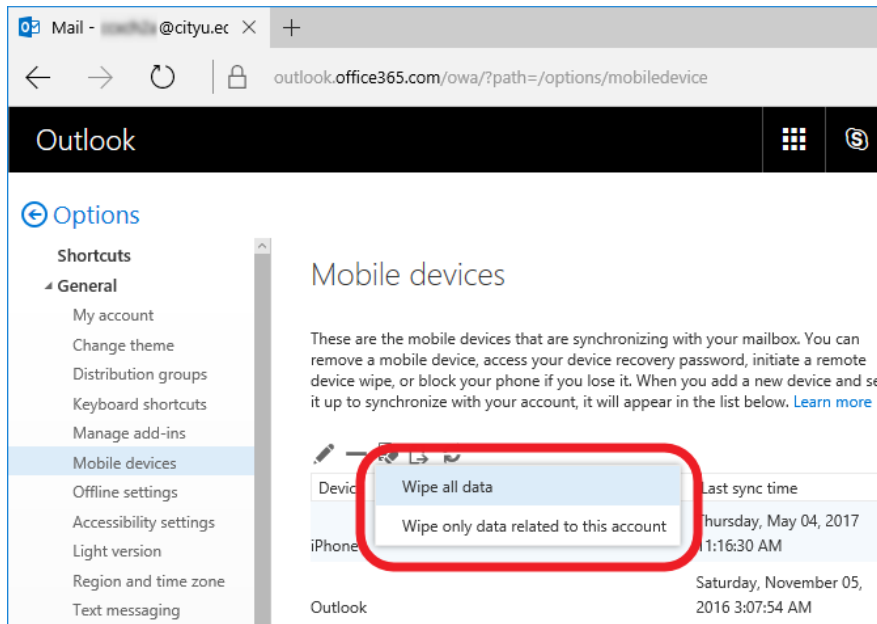 Mail - @cityu.ec
outlook.office365.com/owa/?path=/options/mobiledevice
Outlook
Options
Shortcuts
General
My account
Change theme
Distribution groups
Keyboard shortcuts
Manage add-ins
Mobile devices
Offline settings
Accessibility settings
Light version
Region and time zone
Text messaging
Mobile devices
These are the mobile devices that are synchronizing with your mailbox. You can
remove a mobile device, access your device recovery password, initiate a remote
device wipe, or block your phone if you lose it. When you add a new device and se
it up to synchronize with your account, it will appear in the list below. Learn more
Devic
Last sync time
Wipe all data
Wipe only data related to this account
iPhone
Thursday, May 04, 2017
11:16:30 AM
Outlook
Saturday, November 05,
2016 3:07:54 AM